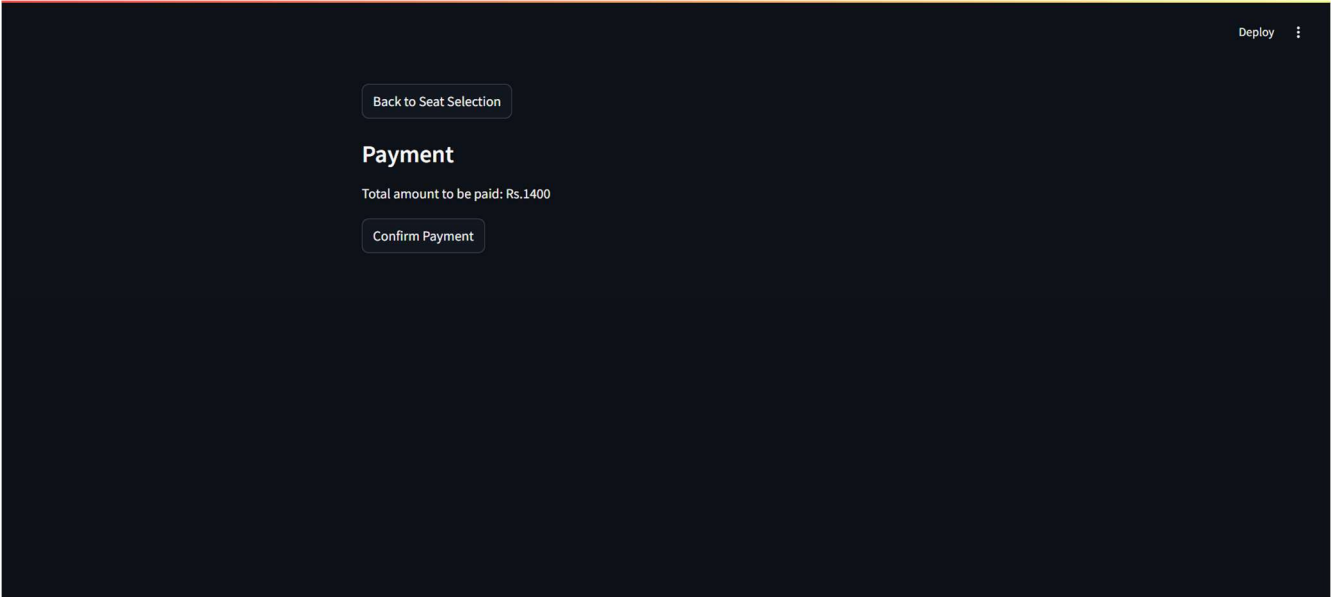 Deploy
Back to Seat Selection
Payment
Total amount to be paid: Rs.1400
Confirm Payment